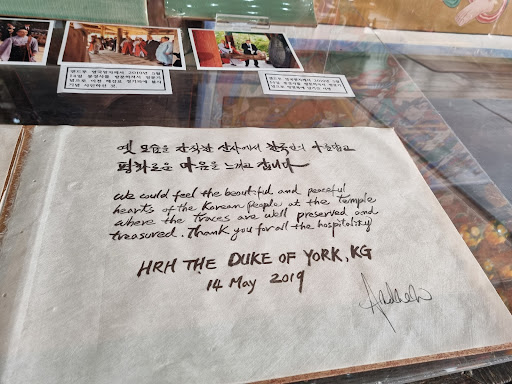 옛 모습을 간직한 산사에서 한국인의 아름답고
평화로운 마음을 느끼고 갑니다
We could feel the beautiful and peaceful
hearts of the Korean people at the temple
where the traces are well preserved and
treasured. Thank you for all the hospitality
HRH THE DUKE OF YORK, KG
14 May 2019
Andrew